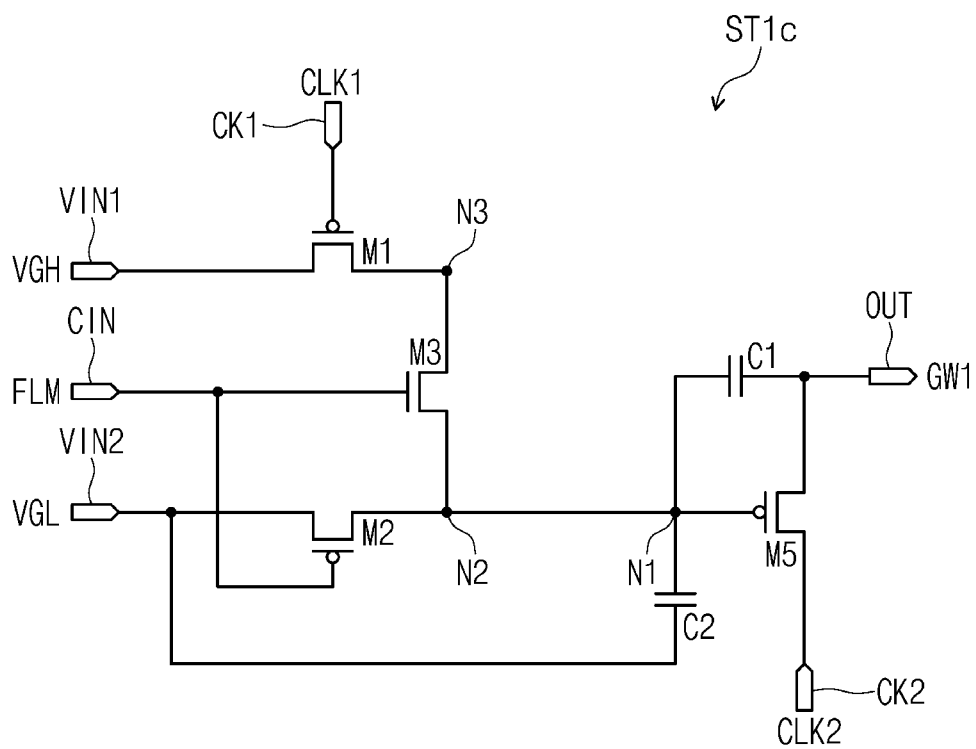 ST1c
CLK1
CK1
VIN1
N3
M1
VGH
CIN
OUT
M3
C1
FLM
GW1
VIN2
VGL
M2
M5
N2
N1
C2
CK2
CLK2